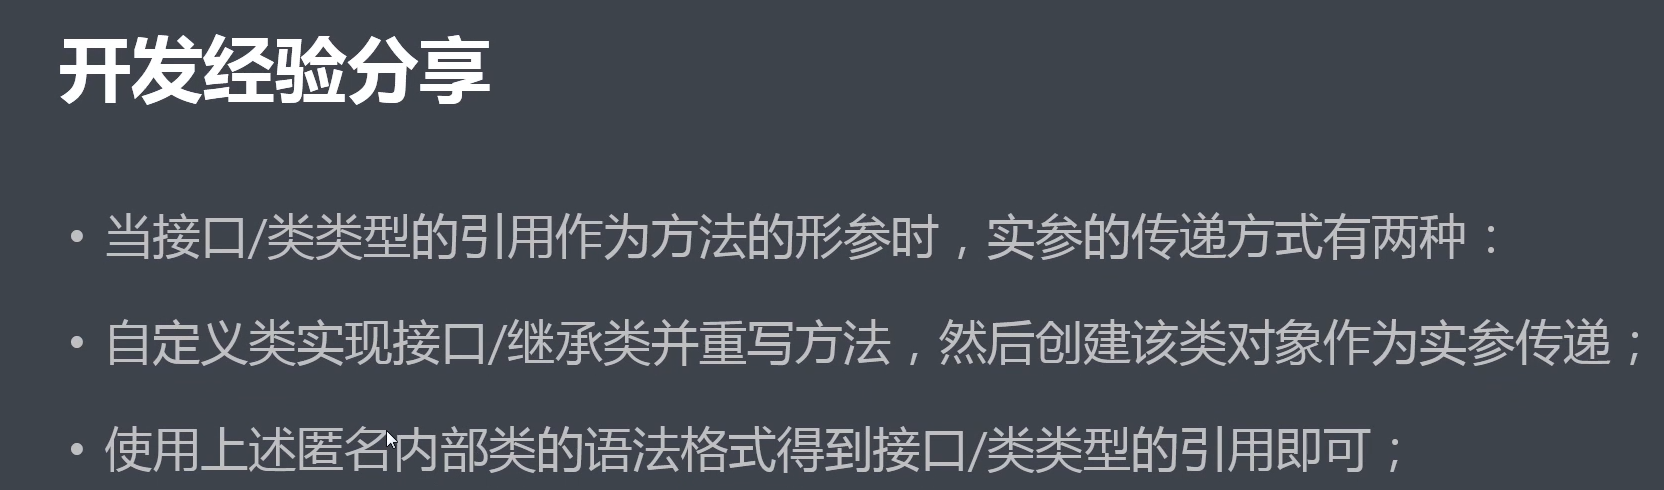 开发经验分享
• 当接口/类类型的引用作为方法的形参时，实参的传递方式有两种：
• 自定义类实现接口/继承类并重写方法，然后创建该类对象作为实参传递；
• 使用上述匿名内部类的语法格式得到接口/类类型的引用即可；